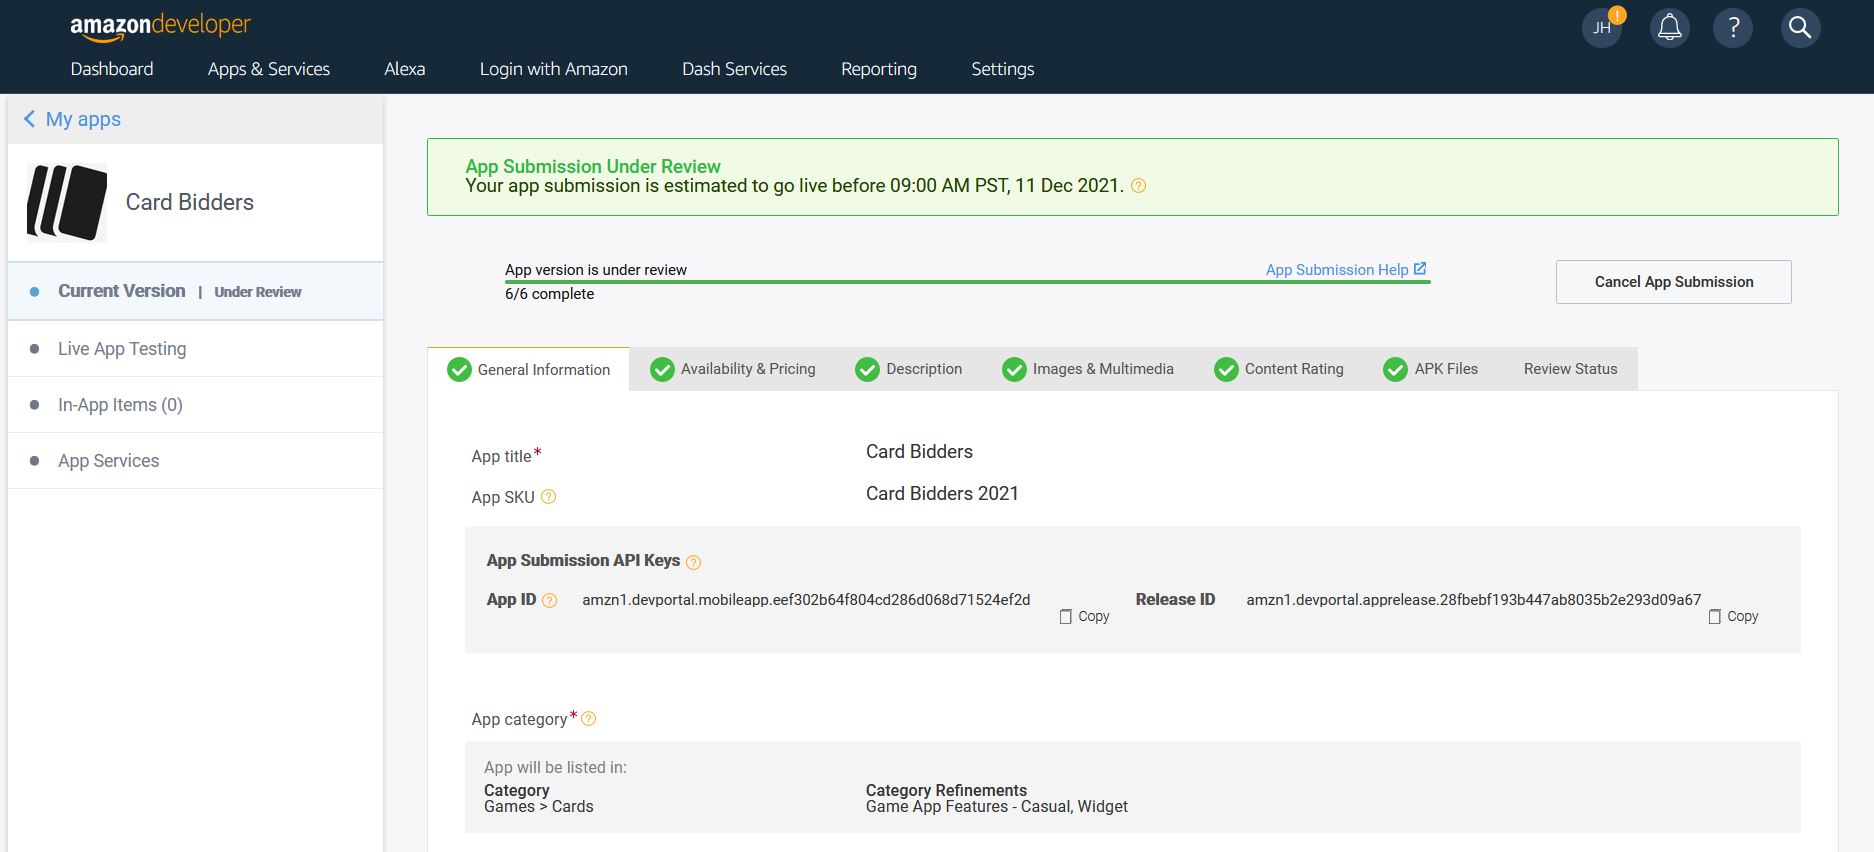 amazondeveloper
JH
!
?
Dashboard
Apps & Services
Alexa
Login with Amazon
Dash Services
Reporting
Settings
My apps
Card Bidders
Current Version | Under Review
Live App Testing
In-App Items (0)
App Services
App Submission Under Review
Your app submission is estimated to go live before 09:00 AM PST, 11 Dec 2021. ?
App version is under review
App Submission Help
6/6 complete
Cancel App Submission
General Information
Availability & Pricing
Description
Images & Multimedia
Content Rating
APK Files
Review Status
App title*
Card Bidders
App SKU ?
Card Bidders 2021
App Submission API Keys ?
App ID ?
amzn1.devportal.mobileapp.eef302b64f804cd286d068d71524ef2d
Copy
Release ID
amzn1.devportal.apprelease.28fbebf193b447ab8035b2e293d09a67
Copy
App category* ?
App will be listed in:
Category
Games > Cards
Category Refinements
Game App Features - Casual, Widget